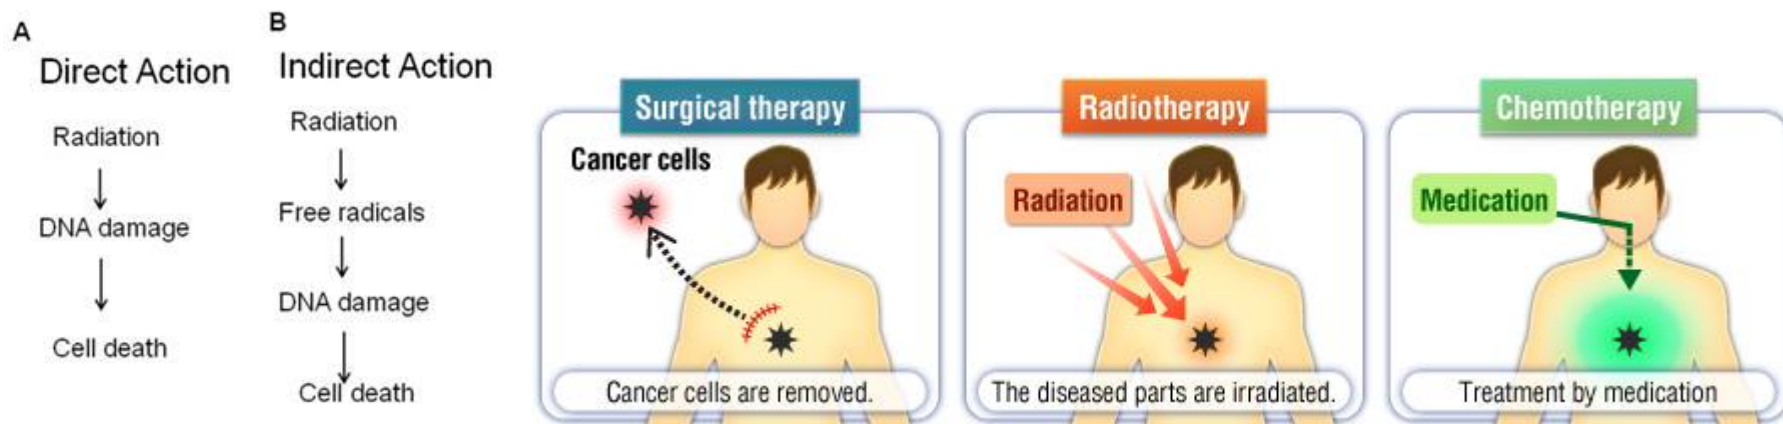 A
Direct Action
Radiation
DNA damage
Cell death
B
Indirect Action
Radiation
Free radicals
DNA damage
Cell death
Surgical therapy
Cancer cells
Cancer cells are removed.
Radiotherapy
Radiation
The diseased parts are irradiated.
Chemotherapy
Medication
Treatment by medication